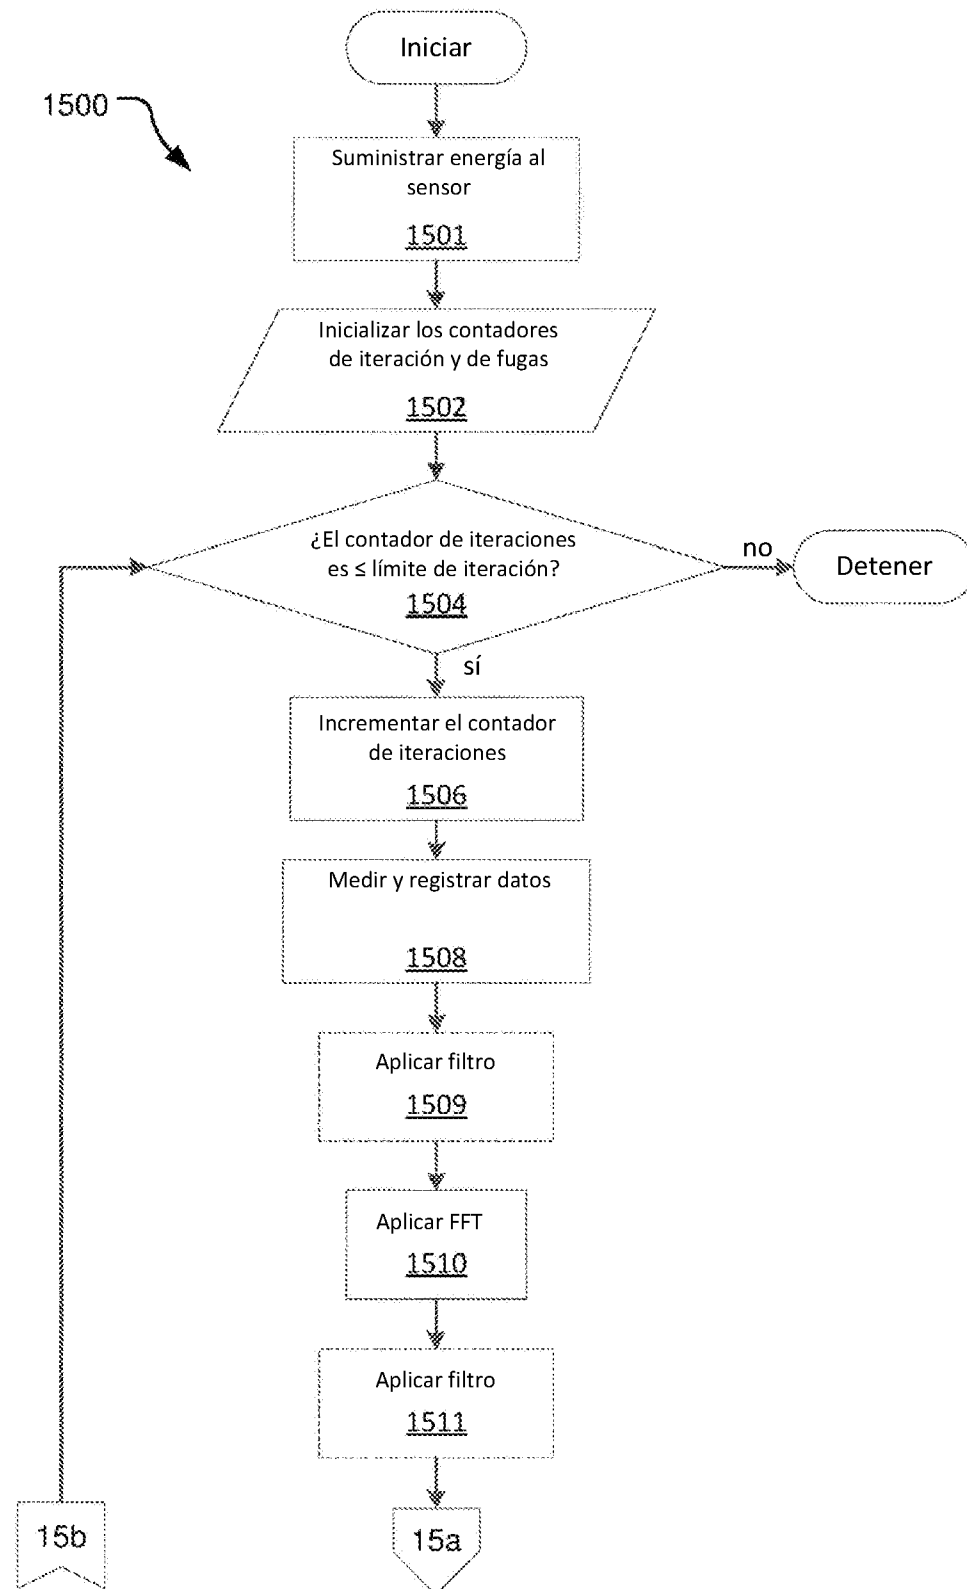 Iniciar
1500
Suministrar energía al
sensor
1501
Inicializar los contadores
de iteración y de fugas
1502
¿El contador de iteraciones
es ≤ límite de iteración?
1504
no
Detener
sí
Incrementar el contador
de iteraciones
1506
Medir y registrar datos
1508
Aplicar filtro
1509
Aplicar FFT
1510
Aplicar filtro
1511
15b
15a